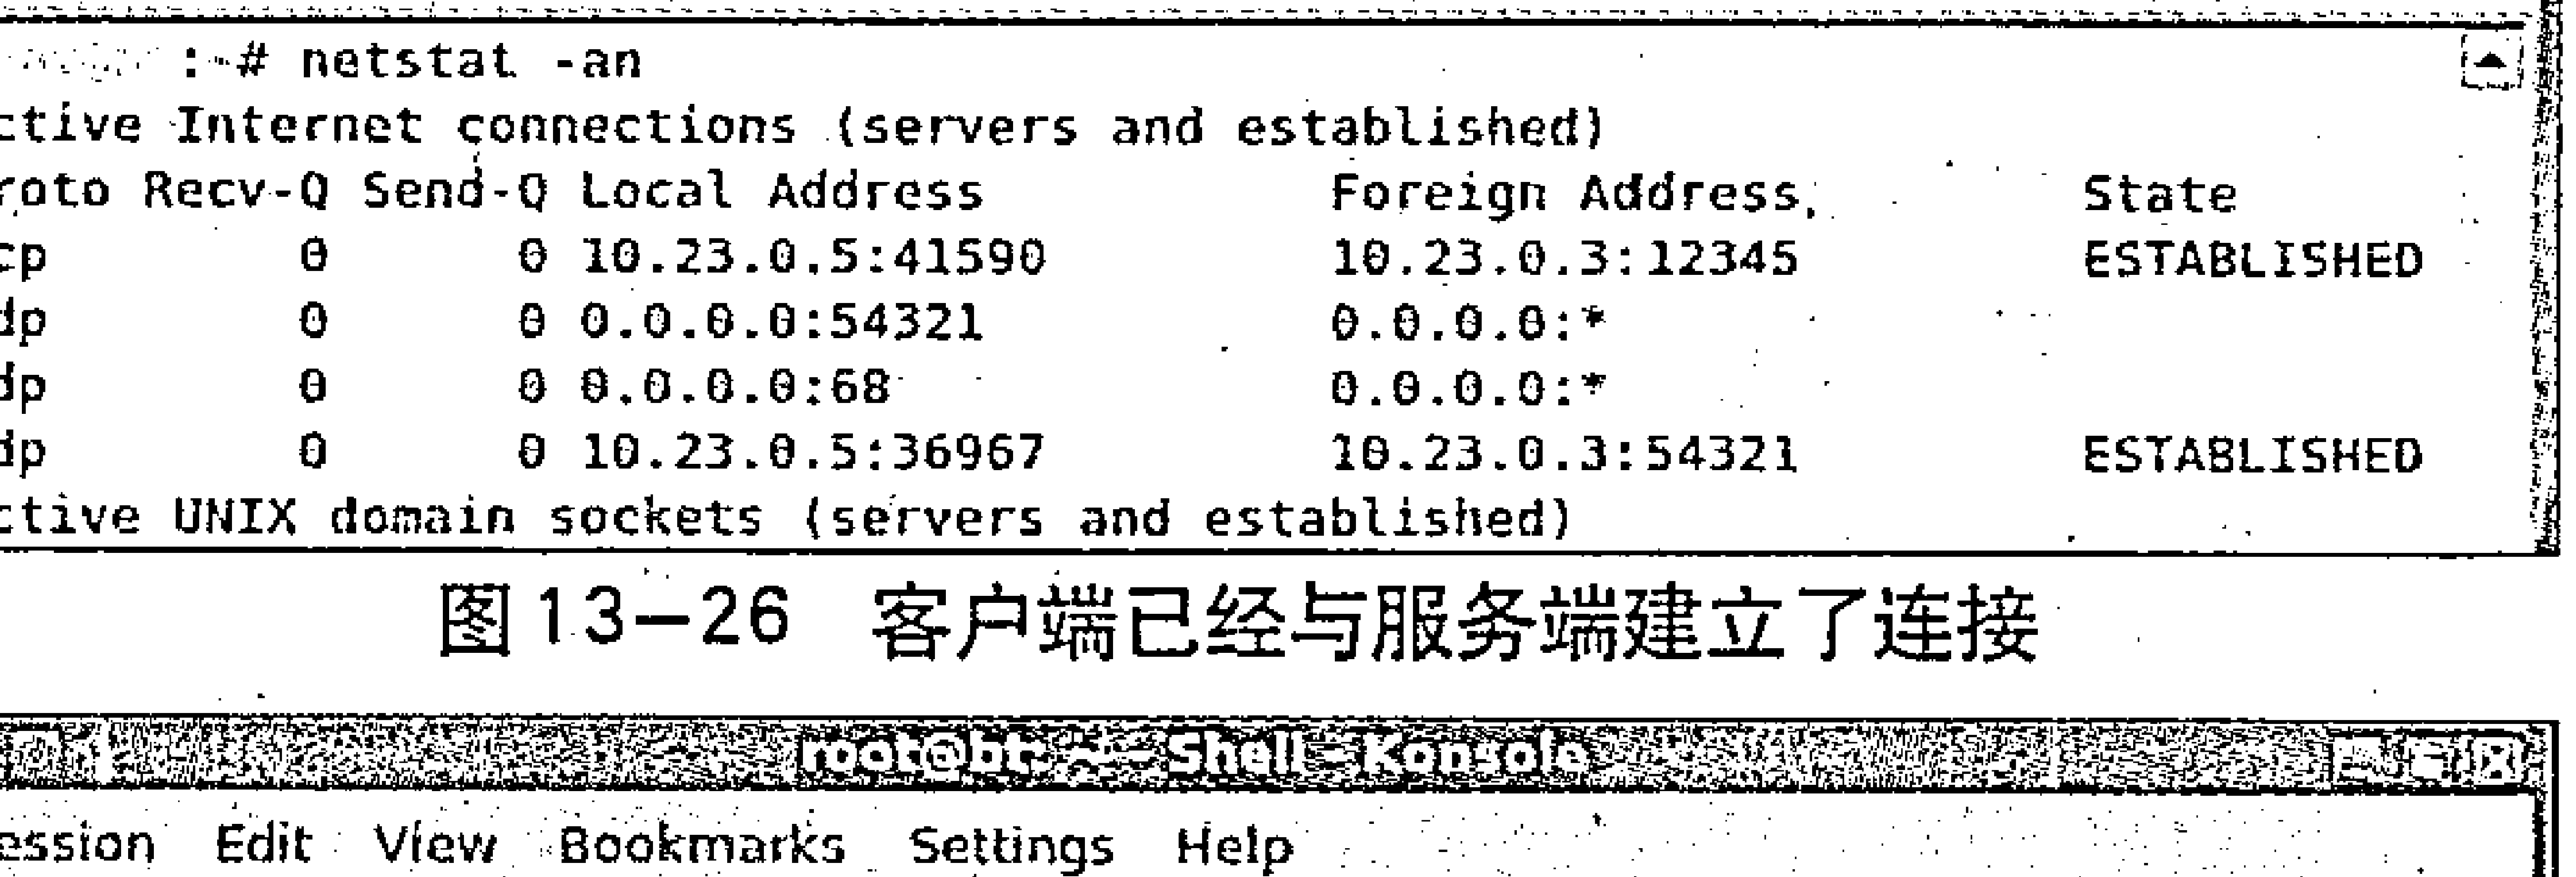 :~# netstat -an
ctive Internet connections (servers and established)
roto Recv-Q Send-Q Local Address Foreign Address State
cp 0 0 10.23.0.5:41590 10.23.0.3:12345 ESTABLISHED
dp 0 0 0.0.0.0:54321 0.0.0.0:*
dp 0 0 0.0.0.0:68 0.0.0.0:*
dp 0 0 10.23.0.5:36967 10.23.0.3:54321 ESTABLISHED
ctive UNIX domain sockets (servers and established)
图13-26 客户端已经与服务端建立了连接
root@bt: ~ - Shell - Konsole
ession Edit View Bookmarks Settings Help